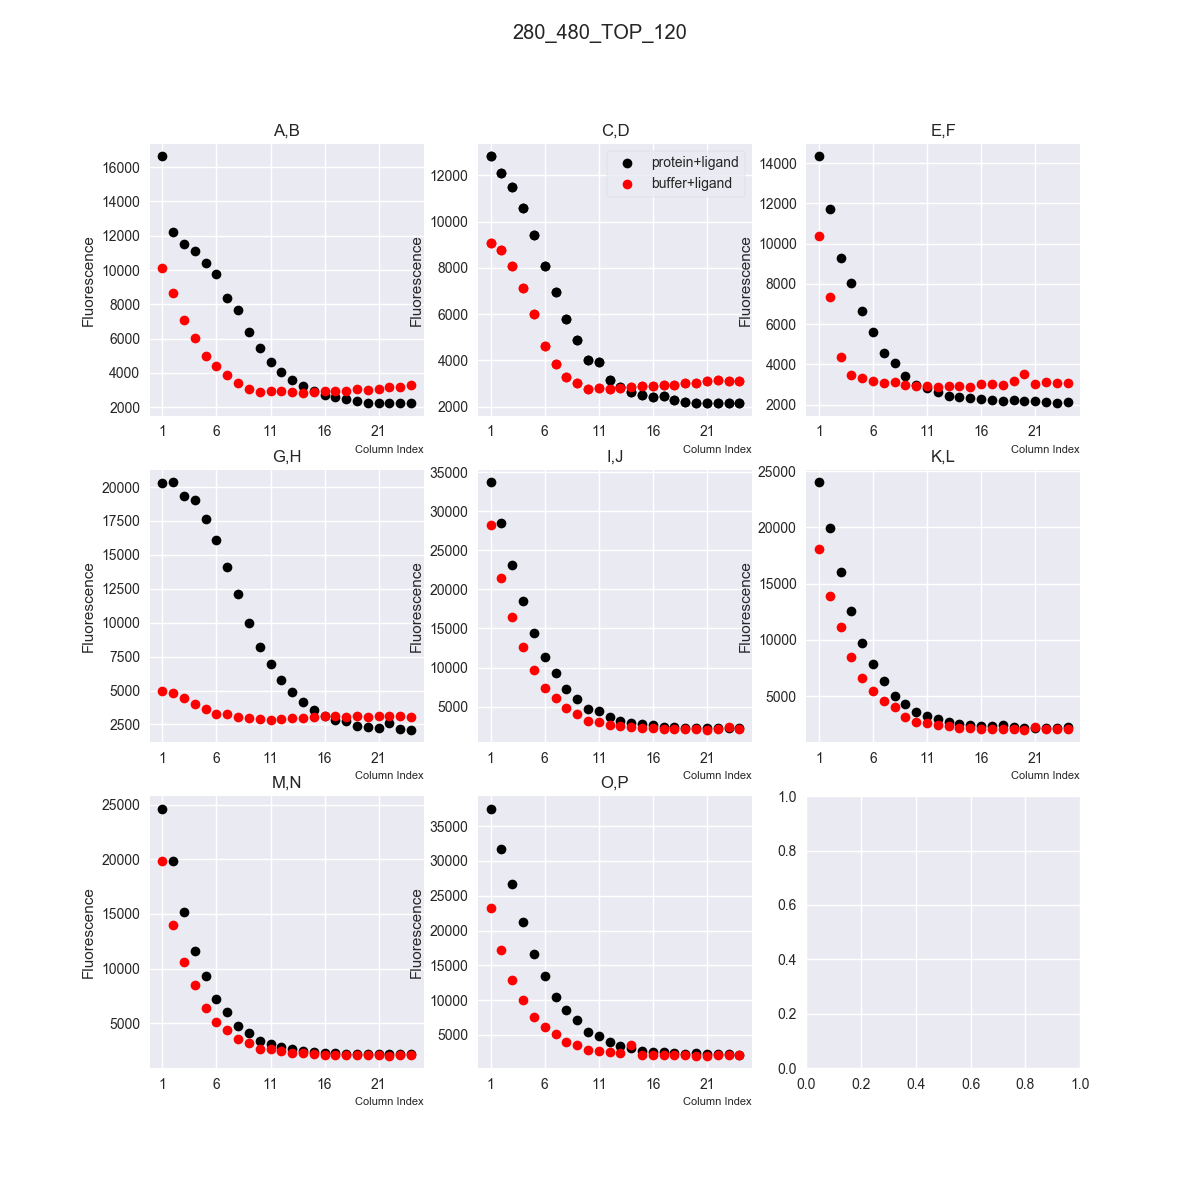 280_480_TOP_120
A,B
Fluorescence
16000
14000
12000
10000
8000
6000
4000
2000
1 6 11 16 21
Column Index
C,D
protein+ligand
buffer+ligand
Fluorescence
12000
10000
8000
6000
4000
2000
1 6 11 16 21
Column Index
E,F
Fluorescence
14000
12000
10000
8000
6000
4000
2000
1 6 11 16 21
Column Index
G,H
Fluorescence
20000
17500
15000
12500
10000
7500
5000
2500
1 6 11 16 21
Column Index
I,J
Fluorescence
35000
30000
25000
20000
15000
10000
5000
1 6 11 16 21
Column Index
K,L
Fluorescence
25000
20000
15000
10000
5000
1 6 11 16 21
Column Index
M,N
Fluorescence
25000
20000
15000
10000
5000
1 6 11 16 21
Column Index
O,P
Fluorescence
35000
30000
25000
20000
15000
10000
5000
1 6 11 16 21
Column Index
1.0
0.8
0.6
0.4
0.2
0.0
0.0 0.2 0.4 0.6 0.8 1.0